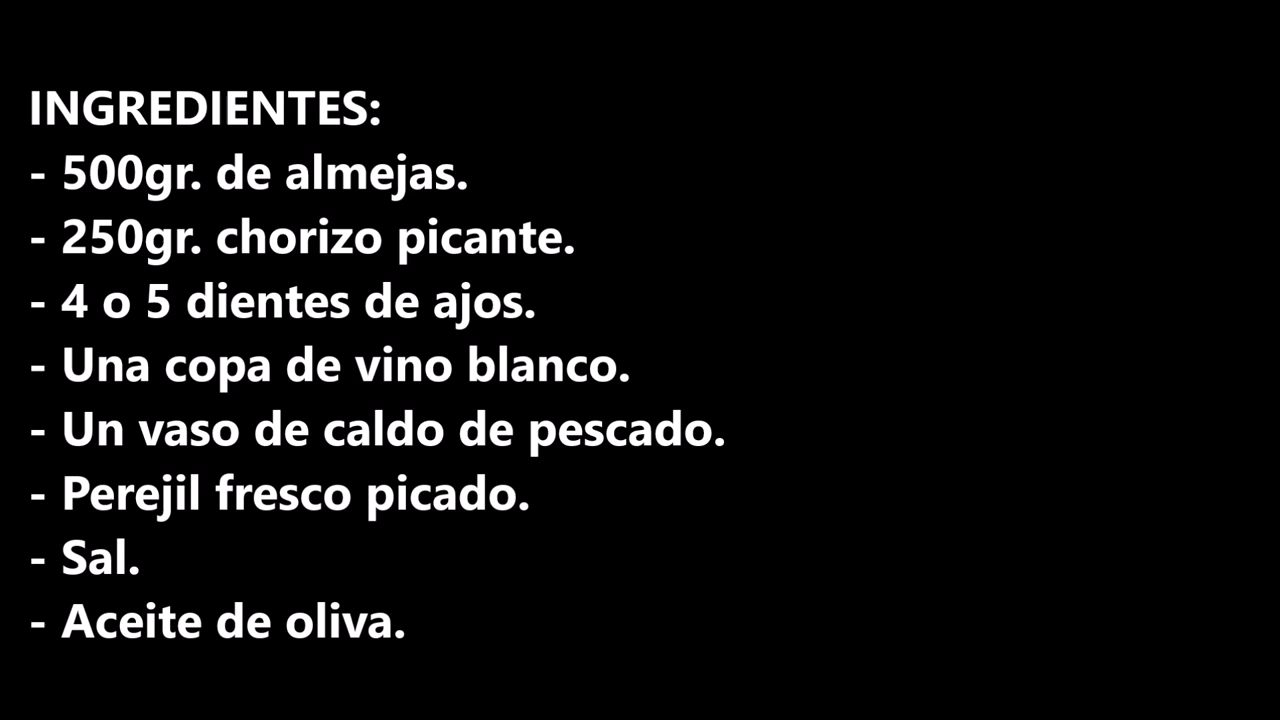 INGREDIENTES:
- 500gr. de almejas.
- 250gr. chorizo picante.
- 4 o 5 dientes de ajos.
- Una copa de vino blanco.
- Un vaso de caldo de pescado.
- Perejil fresco picado.
- Sal.
- Aceite de oliva.